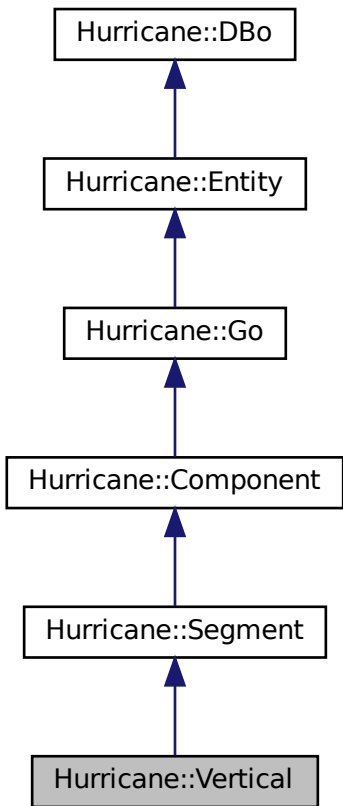 Hurricane::DBo
Hurricane::Entity
Hurricane::Go
Hurricane::Component
Hurricane::Segment
Hurricane::Vertical